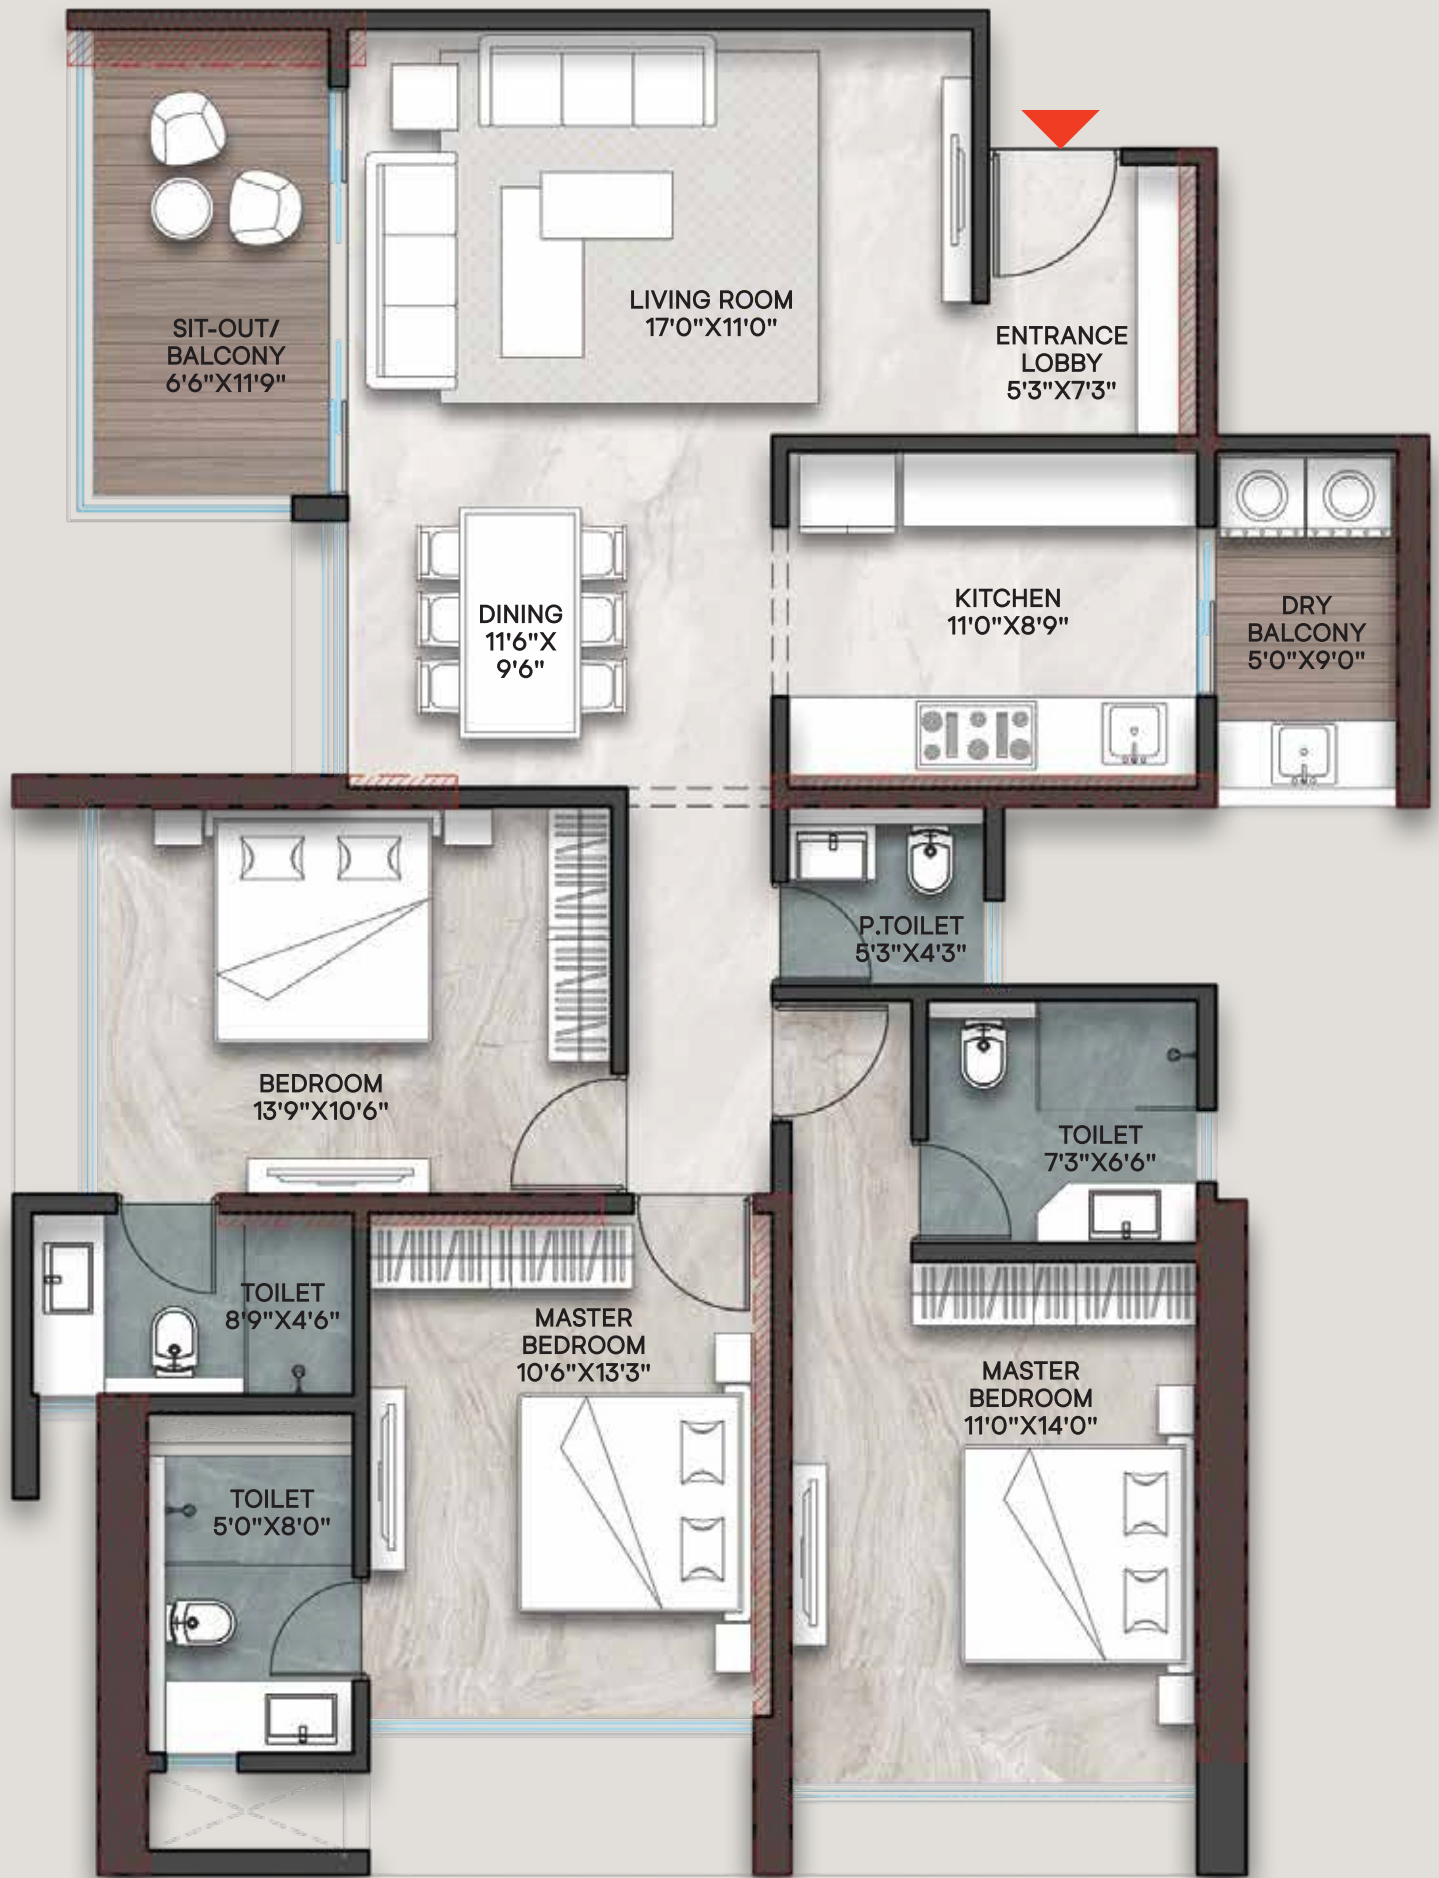 LIVING ROOM
17'0"X11'0"
SIT-OUT/
BALCONY
6'6"X11'9"
ENTRANCE
LOBBY
5'3"X7'3"
DINING
11'6"X
9'6"
KITCHEN
11'0"X8'9"
DRY
BALCONY
5'0"X9'0"
P.TOILET
5'3"X4'3"
BEDROOM
13'9"X10'6"
TOILET
7'3"X6'6"
TOILET
8'9"X4'6"
MASTER
BEDROOM
10'6"X13'3"
MASTER
BEDROOM
11'0"X14'0"
TOILET
5'0"X8'0"